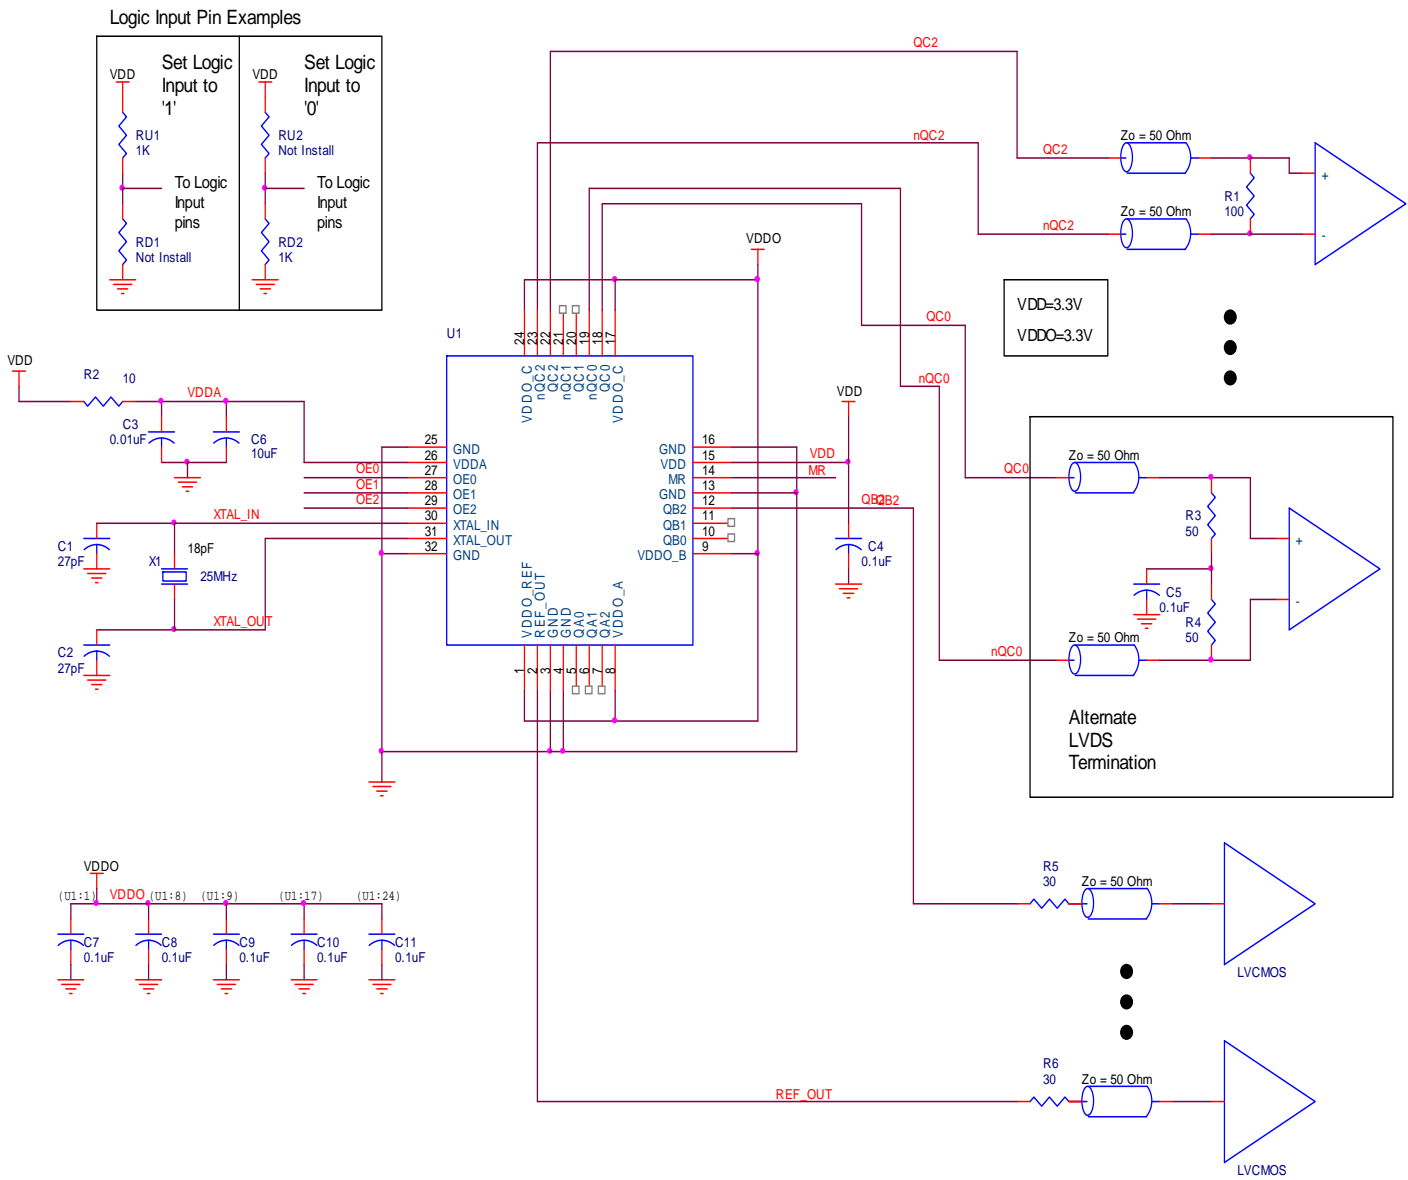 Logic Input Pin Examples
VDD
Set Logic
Input to
'1'
RU1
1K
To Logic
Input
pins
RD1
Not Install
VDD
Set Logic
Input to
'0'
RU2
Not Install
To Logic
Input
pins
RD2
1K
QC2
nQC2
QC2
Zo = 50 Ohm
R1
100
nQC2
Zo = 50 Ohm
+
-
VDDO
VDD=3.3V
VDDO=3.3V
QC0
nQC0
U1
24
23
22
21
20
19
18
17
VDDO_C
nQC2
QC2
nQC1
QC1
nQC0
QC0
VDDO_C
VDD
R2
10
VDDA
C3
0.01uF
C6
10uF
OE0
OE1
OE2
XTAL_IN
C1
27pF
X1
18pF
25MHz
XTAL_OUT
C2
27pF
25
26
27
28
29
30
31
32
GND
VDDA
OE0
OE1
OE2
XTAL_IN
XTAL_OUT
GND
GND
VDD
MR
GND
QB2
QB1
QB0
VDDO_B
16
15
14
13
12
11
10
9
VDD
VDD
MR
QB2
QB2
C4
0.1uF
VDDO_REF
REF_OUT
GND
GND
QA0
QA1
QA2
VDDO_A
1
2
3
4
5
6
7
8
QC0
Zo = 50 Ohm
R3
50
C5
0.1uF
R4
50
nQC0
Zo = 50 Ohm
+
-
Alternate
LVDS
Termination
VDDO
(U1:1)
VDDO
(U1:8)
(U1:9)
(U1:17)
(U1:24)
C7
0.1uF
C8
0.1uF
C9
0.1uF
C10
0.1uF
C11
0.1uF
R5
30
Zo = 50 Ohm
LVCMOS
REF_OUT
R6
30
Zo = 50 Ohm
LVCMOS